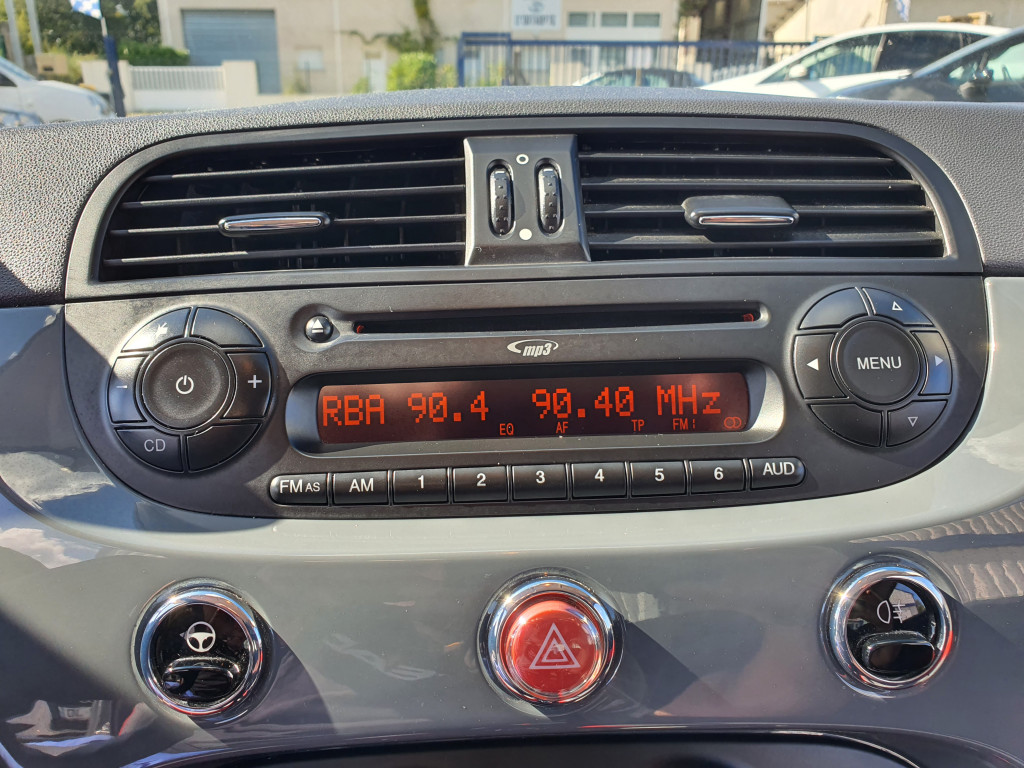 mp3
RBA 90.4 90.40 MHz
EQ AF TP FM1
MENU
- +
CD
FM AS AM 1 2 3 4 5 6 AUD